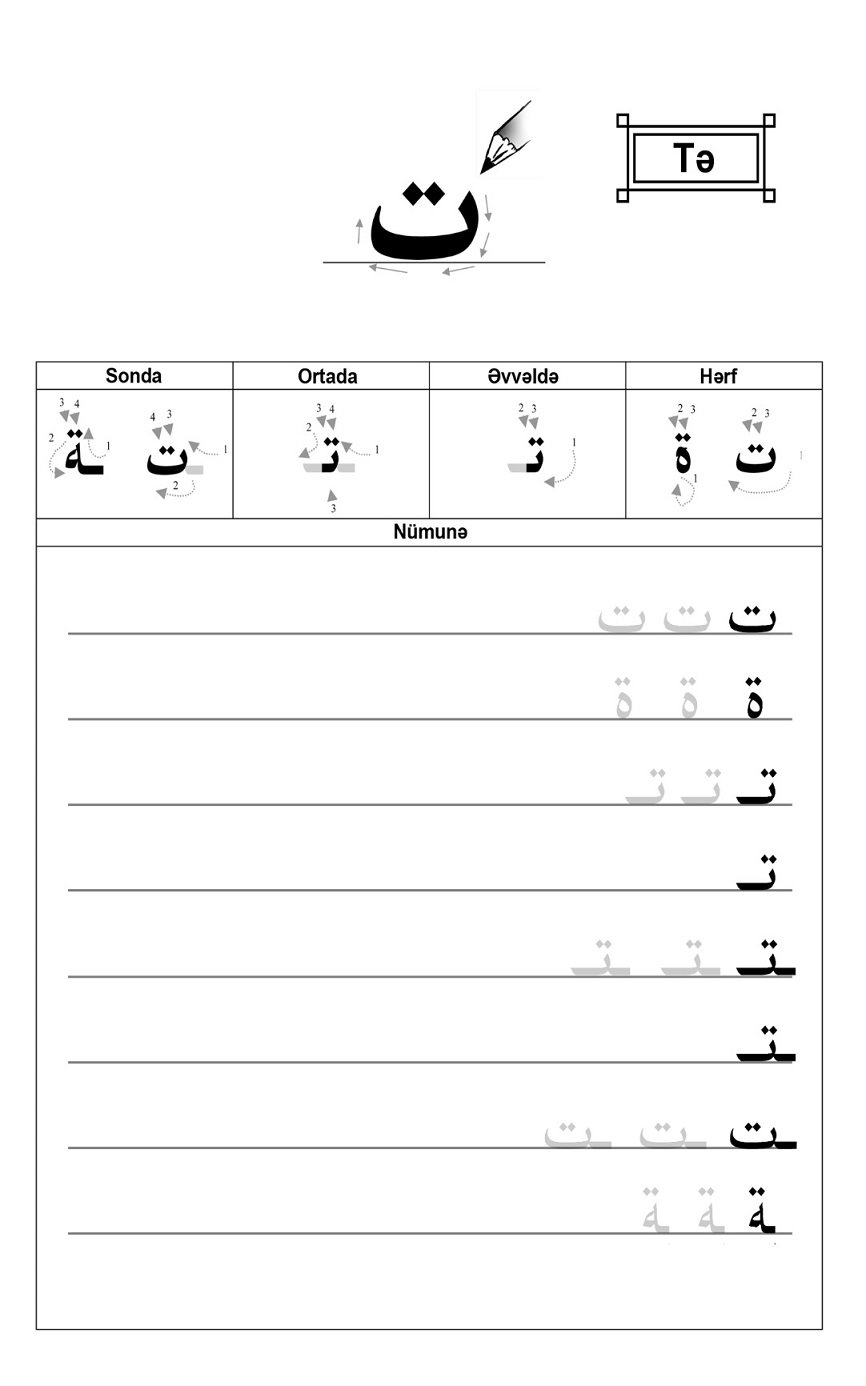 Tə
ت
Sonda Ortada Əvvəldə Hərf
3 4 2 1 ـة 4 3 1 2 ـت 3 4 2 1 3 ـتـ 2 3 1 تـ 2 3 1 ة 2 3 1 ت
Nümunə
ت ت ت
ة ة ة
تـ تـ تـ
تـ
ـتـ ـتـ ـتـ
ـتـ
ـت ـت ـت
ـة ـة ـة